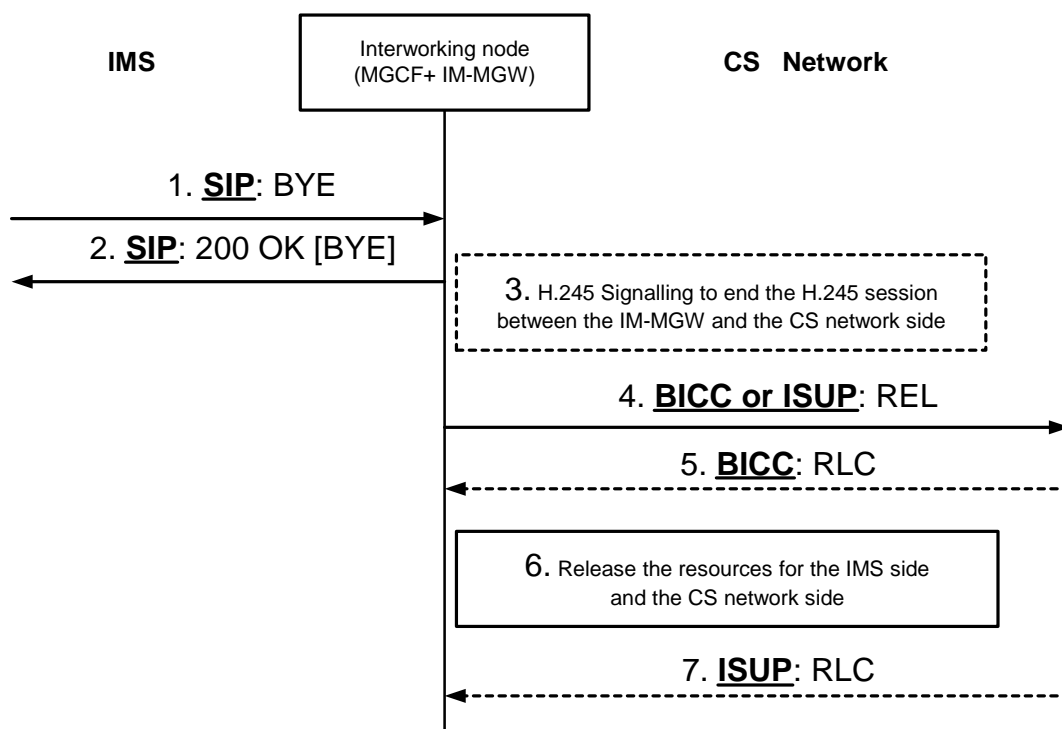 IMS
Interworking node
(MGCF+ IM-MGW)
CS Network
1. SIP: BYE
2. SIP: 200 OK [BYE]
3. H.245 Signalling to end the H.245 session
between the IM-MGW and the CS network side
4. BICC or ISUP: REL
5. BICC: RLC
6. Release the resources for the IMS side
and the CS network side
7. ISUP: RLC